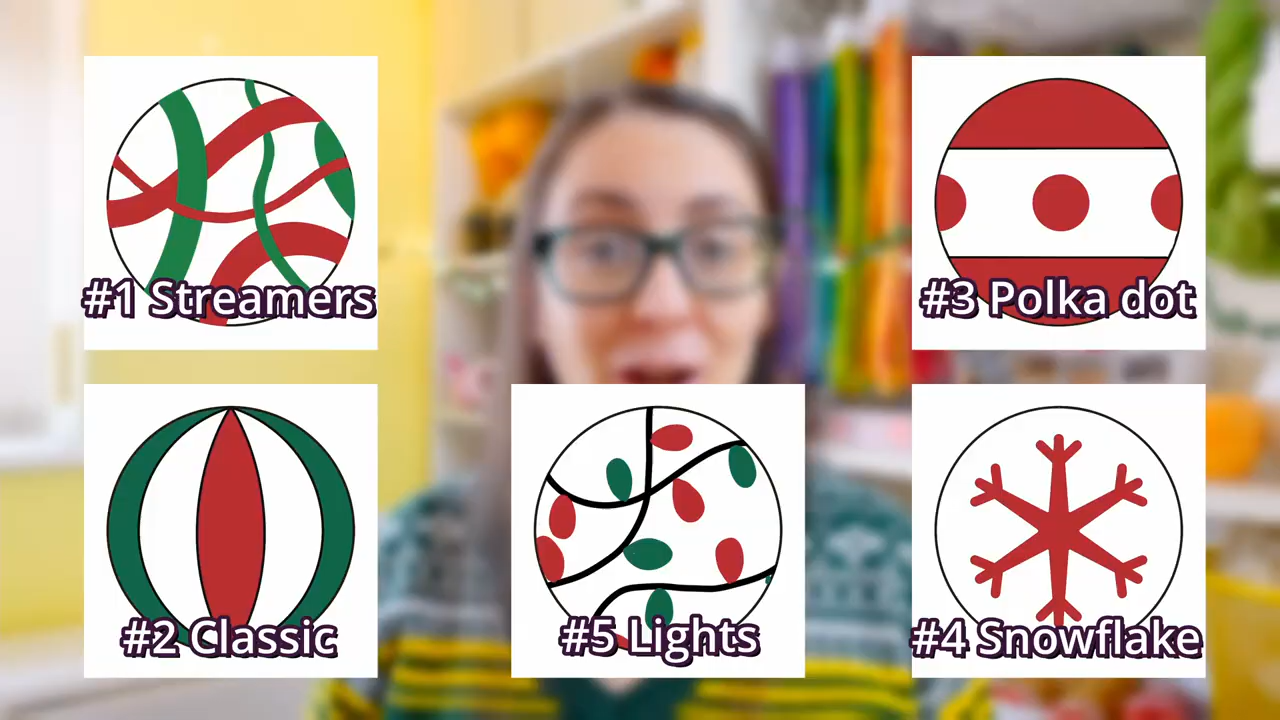 #1 Streamers
#2 Classic
#3 Polka dot
#4 Snowflake
#5 Lights